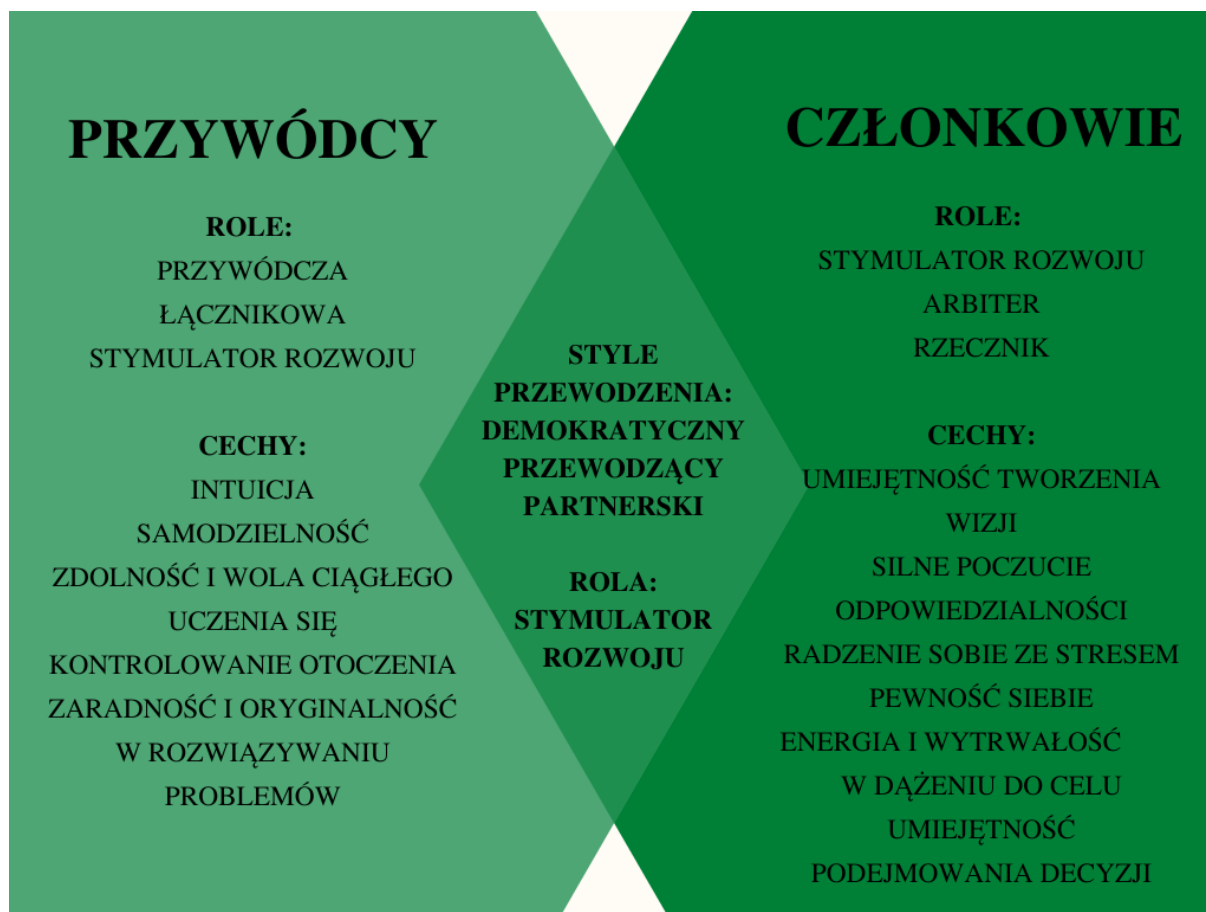 PRZYWÓDCY
ROLE:
PRZYWÓDCZA
ŁĄCZNIKOWA
STYMULATOR ROZWOJU
CECHY:
INTUICJA
SAMODZIELNOŚĆ
ZDOLNOŚĆ I WOLA CIĄGŁEGO
UCZENIA SIĘ
KONTROLOWANIE OTOCZENIA
ZARADNOŚĆ I ORYGINALNOŚĆ
W ROZWIĄZYWANIU
PROBLEMÓW
STYLE
PRZEWODZENIA:
DEMOKRATYCZNY
PRZEWODZĄCY
PARTNERSKI
ROLA:
STYMULATOR
ROZWOJU
CZŁONKOWIE
ROLE:
STYMULATOR ROZWOJU
ARBITER
RZECZNIK
CECHY:
UMIEJĘTNOŚĆ TWORZENIA
WIZJI
SILNE POCZUCIE
ODPOWIEDZIALNOŚCI
RADZENIE SOBIE ZE STRESEM
PEWNOŚĆ SIEBIE
ENERGIA I WYTRWAŁOŚĆ
W DĄŻENIU DO CELU
UMIEJĘTNOŚĆ
PODEJMOWANIA DECYZJI